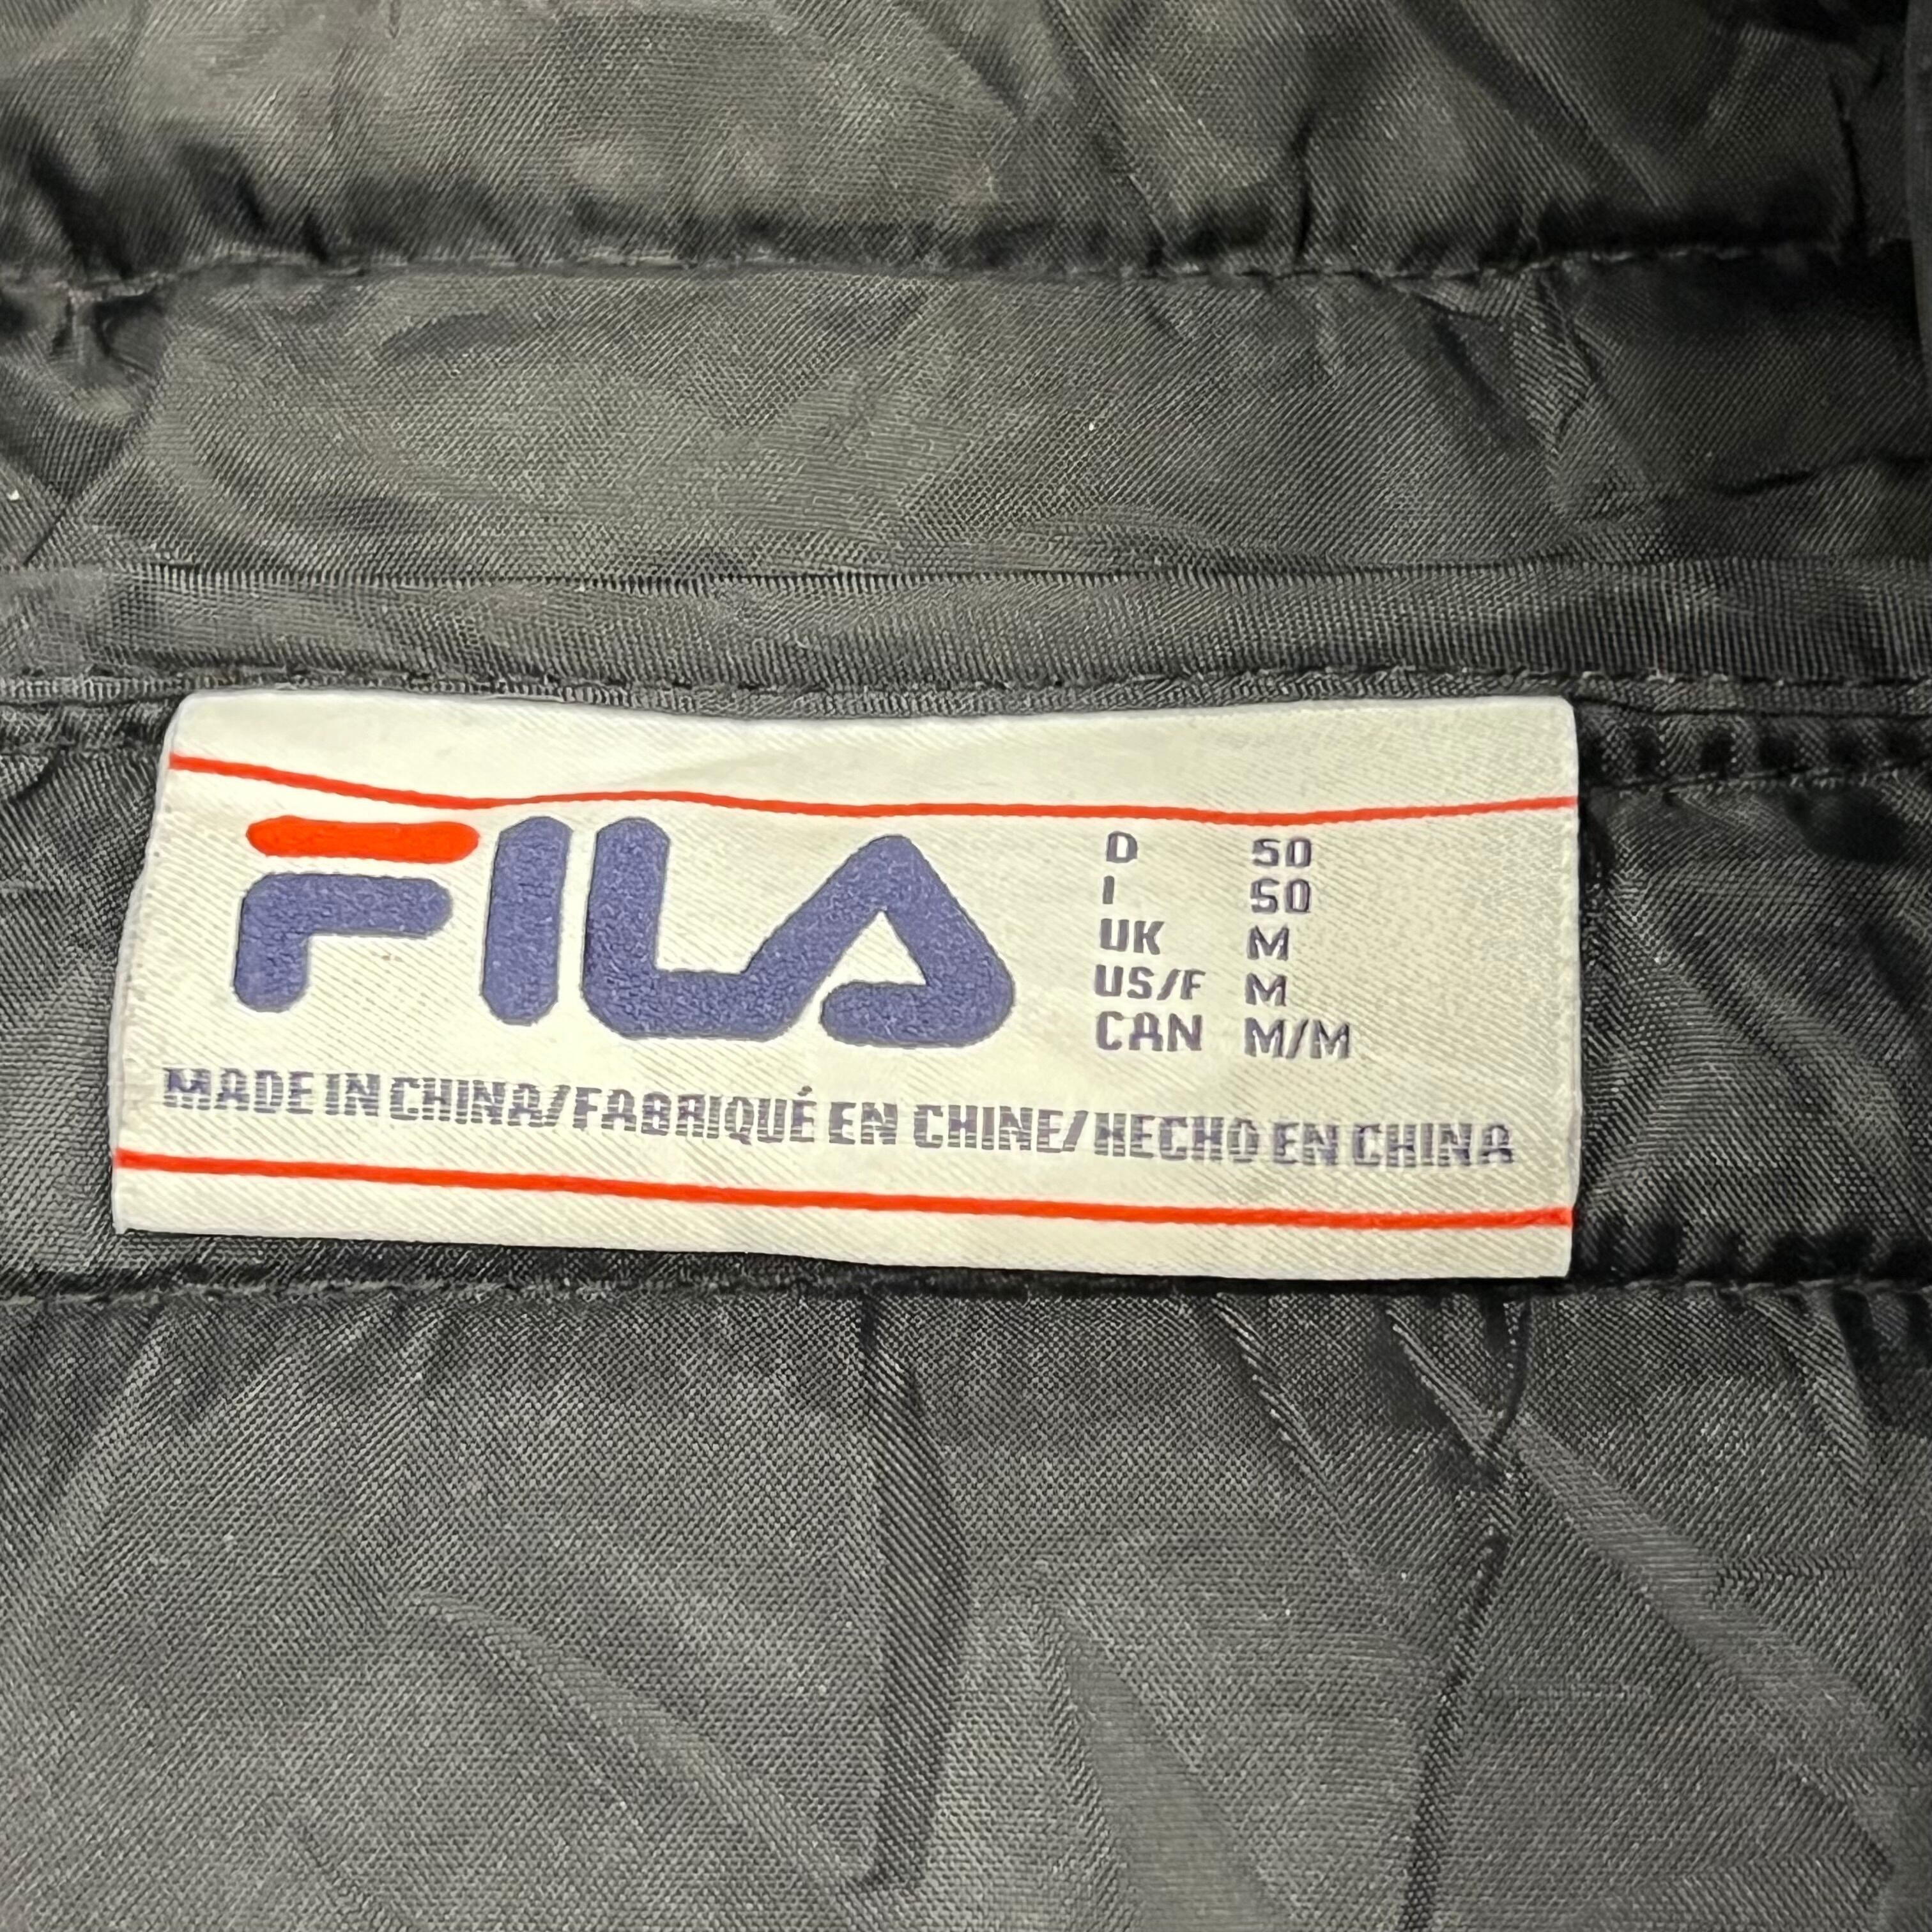 FILA
D 50
I 50
UK M
US/F M
CAN M/M
MADE IN CHINA/FABRIQUÉ EN CHINE/HECHO EN CHINA